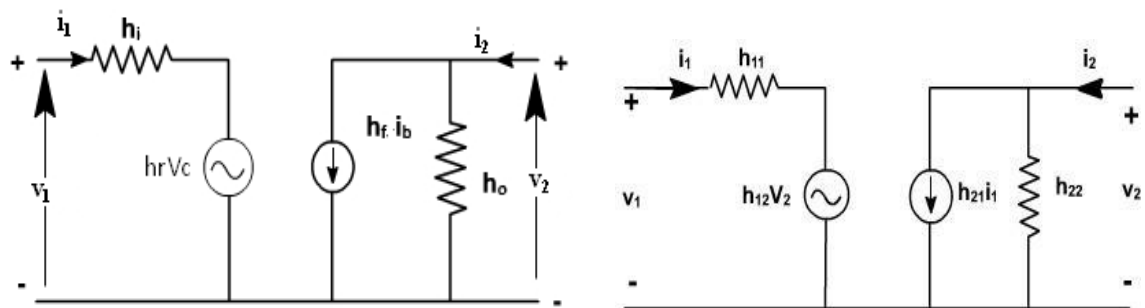 i₁
hᵢ
i₂
+
+
hf ib
hrVc
v₁
v₂
ho
-
-
i₁
h₁₁
i₂
+
+
v₁
h₁₂V₂
h₂₁i₁
h₂₂
v₂
-
-